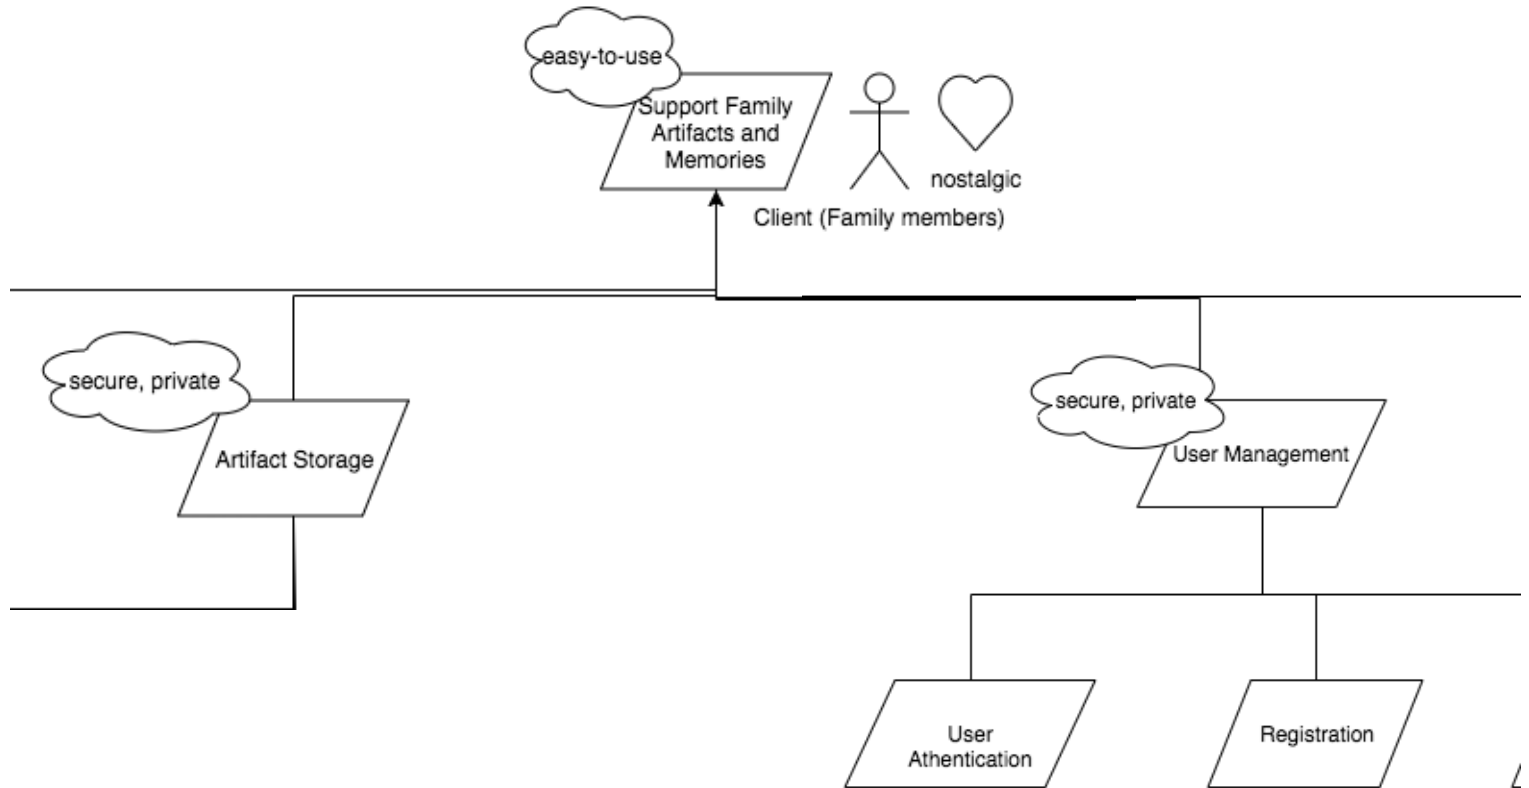 easy-to-use
Support Family
Artifacts and
Memories
nostalgic
Client (Family members)
secure, private
Artifact Storage
secure, private
User Management
User
Athentication
Registration